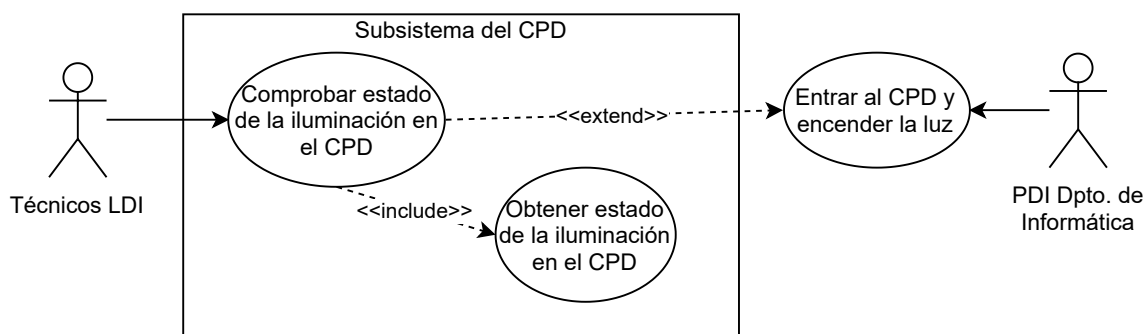 Subsistema del CPD
Comprobar estado
de la iluminación en
el CPD
<<extend>>
Entrar al CPD y
encender la luz
Técnicos LDI
<<include>>
Obtener estado
de la iluminación
en el CPD
PDI Dpto. de
Informática